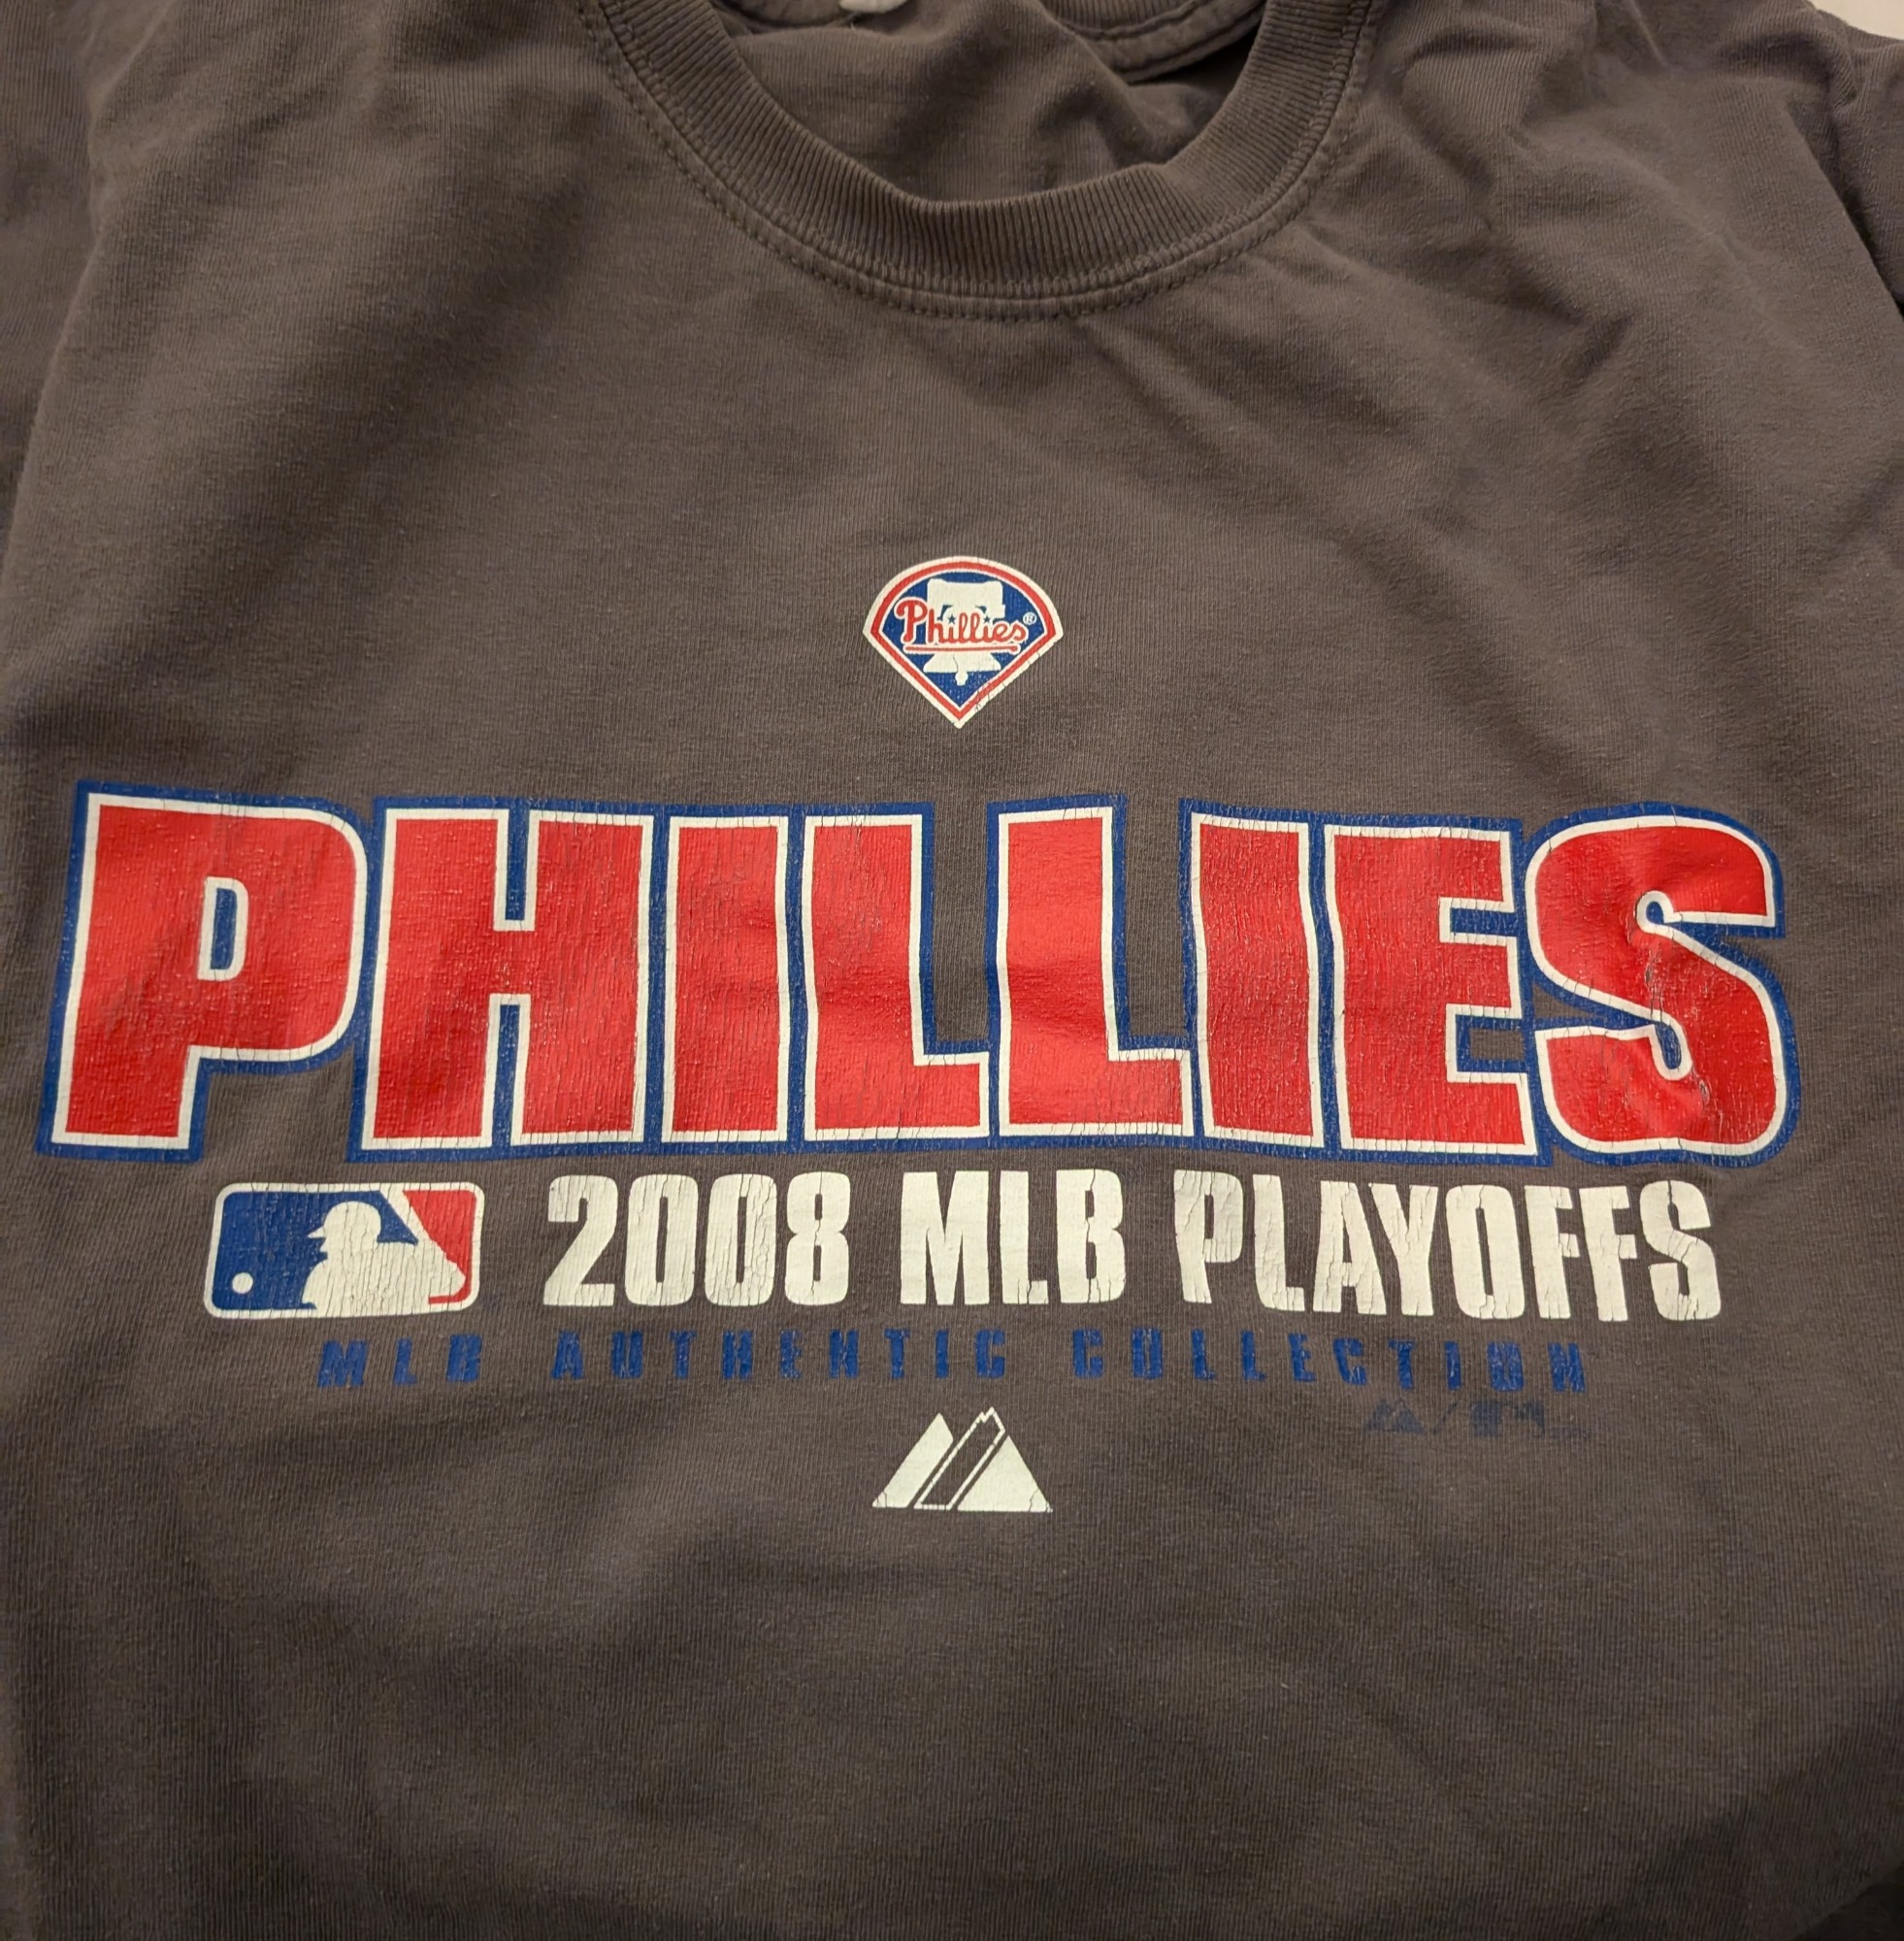 Phillies®
PHILLIES
2008 MLB PLAYOFFS
MLB AUTHENTIC COLLECTION